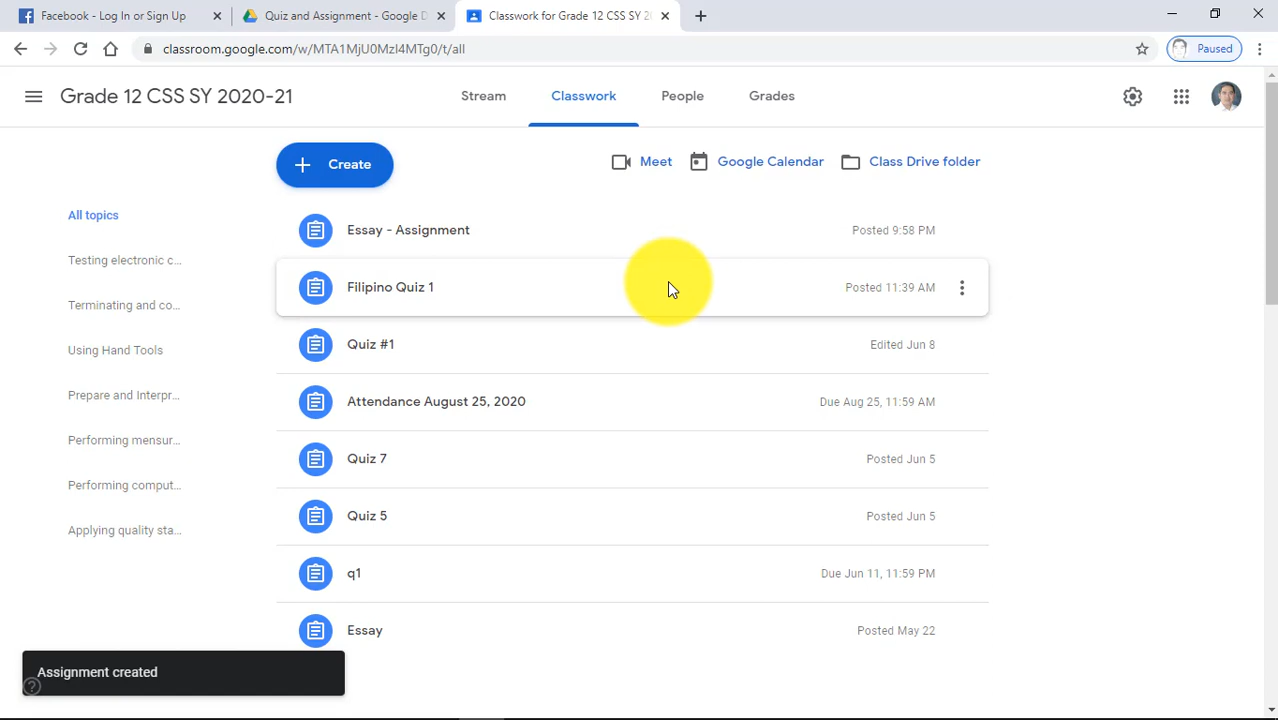 Facebook - Log In or Sign Up
Quiz and Assignment - Google D
Classwork for Grade 12 CSS SY 2
classroom.google.com/w/MTA1MjU0MzI4MTg0/t/all
Paused
Grade 12 CSS SY 2020-21
Stream
Classwork
People
Grades
Create
Meet
Google Calendar
Class Drive folder
All topics
Testing electronic c...
Terminating and co...
Using Hand Tools
Prepare and Interpr...
Performing mensur...
Performing comput...
Applying quality sta...
Essay - Assignment
Posted 9:58 PM
Filipino Quiz 1
Posted 11:39 AM
Quiz #1
Edited Jun 8
Attendance August 25, 2020
Due Aug 25, 11:59 AM
Quiz 7
Posted Jun 5
Quiz 5
Posted Jun 5
q1
Due Jun 11, 11:59 PM
Essay
Posted May 22
Assignment created